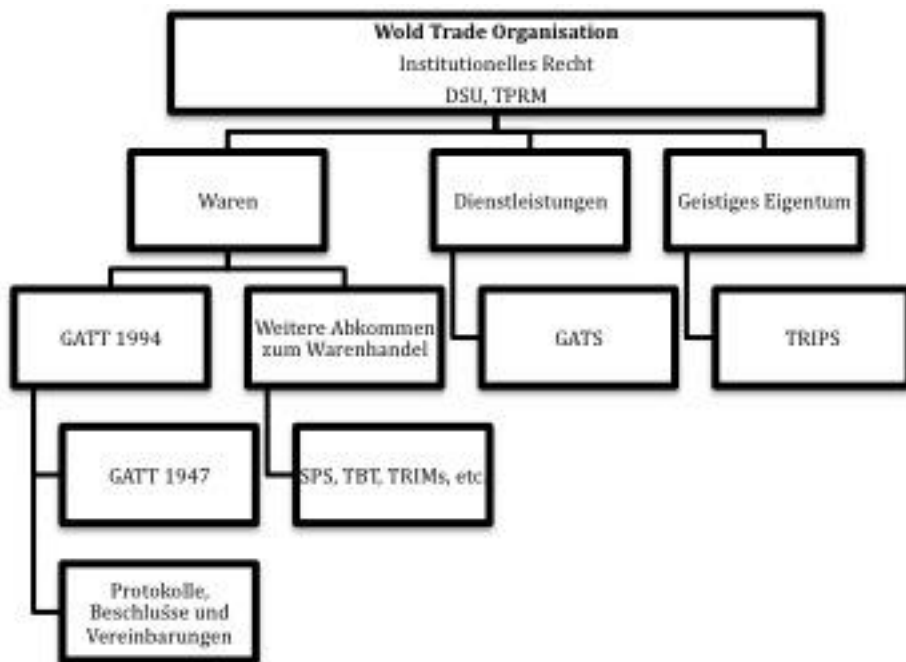 Wold Trade Organisation
Institutionelles Recht
DSU, TPRM
Waren
Dienstleistungen
Geistiges Eigentum
GATT 1994
Weitere Abkommen
zum Warenhandel
GATS
TRIPS
GATT 1947
SPS, TBT, TRIMs, etc
Protokolle,
Beschlüsse und
Vereinbarungen